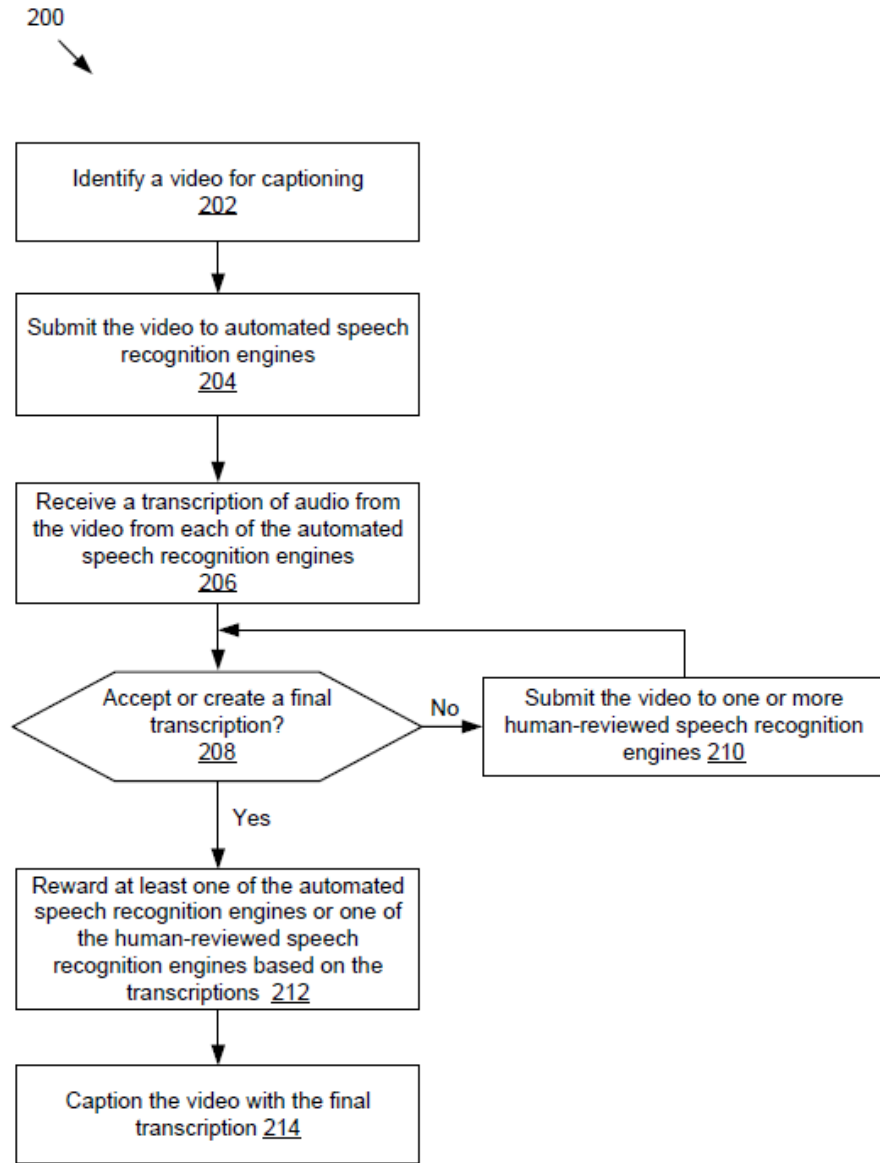 200
Identify a video for captioning
202
Submit the video to automated speech
recognition engines
204
Receive a transcription of audio from
the video from each of the automated
speech recognition engines
206
Accept or create a final
transcription?
208
No
Submit the video to one or more
human-reviewed speech recognition
engines 210
Yes
Reward at least one of the automated
speech recognition engines or one of
the human-reviewed speech
recognition engines based on the
transcriptions 212
Caption the video with the final
transcription 214